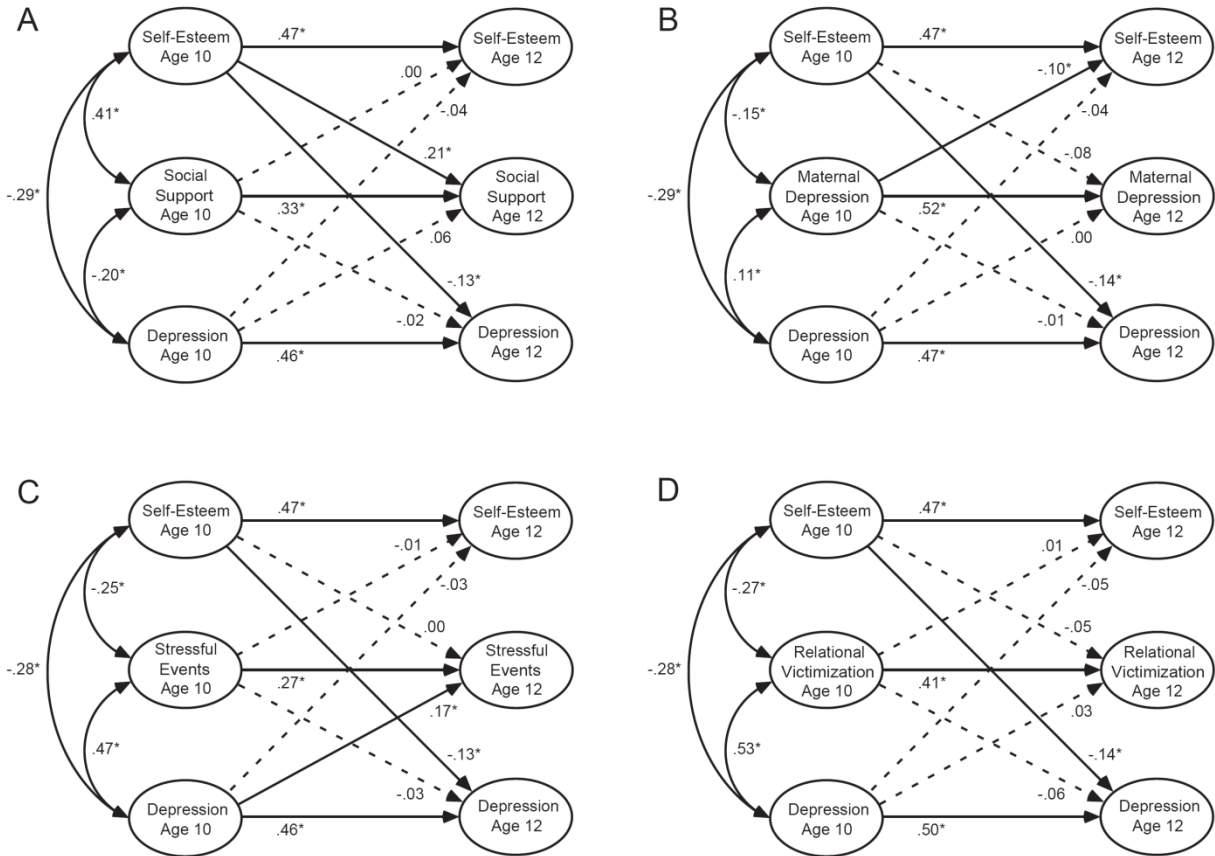 A
Self-Esteem
Age 10
.47*
Self-Esteem
Age 12
.00
-.04
.41*
.21*
-.29*
Social
Support
Age 10
.33*
Social
Support
Age 12
.06
-.20*
-.13*
-.02
Depression
Age 10
.46*
Depression
Age 12
B
Self-Esteem
Age 10
.47*
Self-Esteem
Age 12
-.10*
-.04
-.15*
-.08
-.29*
Maternal
Depression
Age 10
.52*
Maternal
Depression
Age 12
.00
.11*
-.14*
-.01
Depression
Age 10
.47*
Depression
Age 12
C
Self-Esteem
Age 10
.47*
Self-Esteem
Age 12
-.01
-.03
-.25*
.00
-.28*
Stressful
Events
Age 10
.27*
Stressful
Events
Age 12
.17*
.47*
-.13*
-.03
Depression
Age 10
.46*
Depression
Age 12
D
Self-Esteem
Age 10
.47*
Self-Esteem
Age 12
.01
-.05
-.27*
-.05
-.28*
Relational
Victimization
Age 10
.41*
Relational
Victimization
Age 12
.03
.53*
-.14*
-.06
Depression
Age 10
.50*
Depression
Age 12